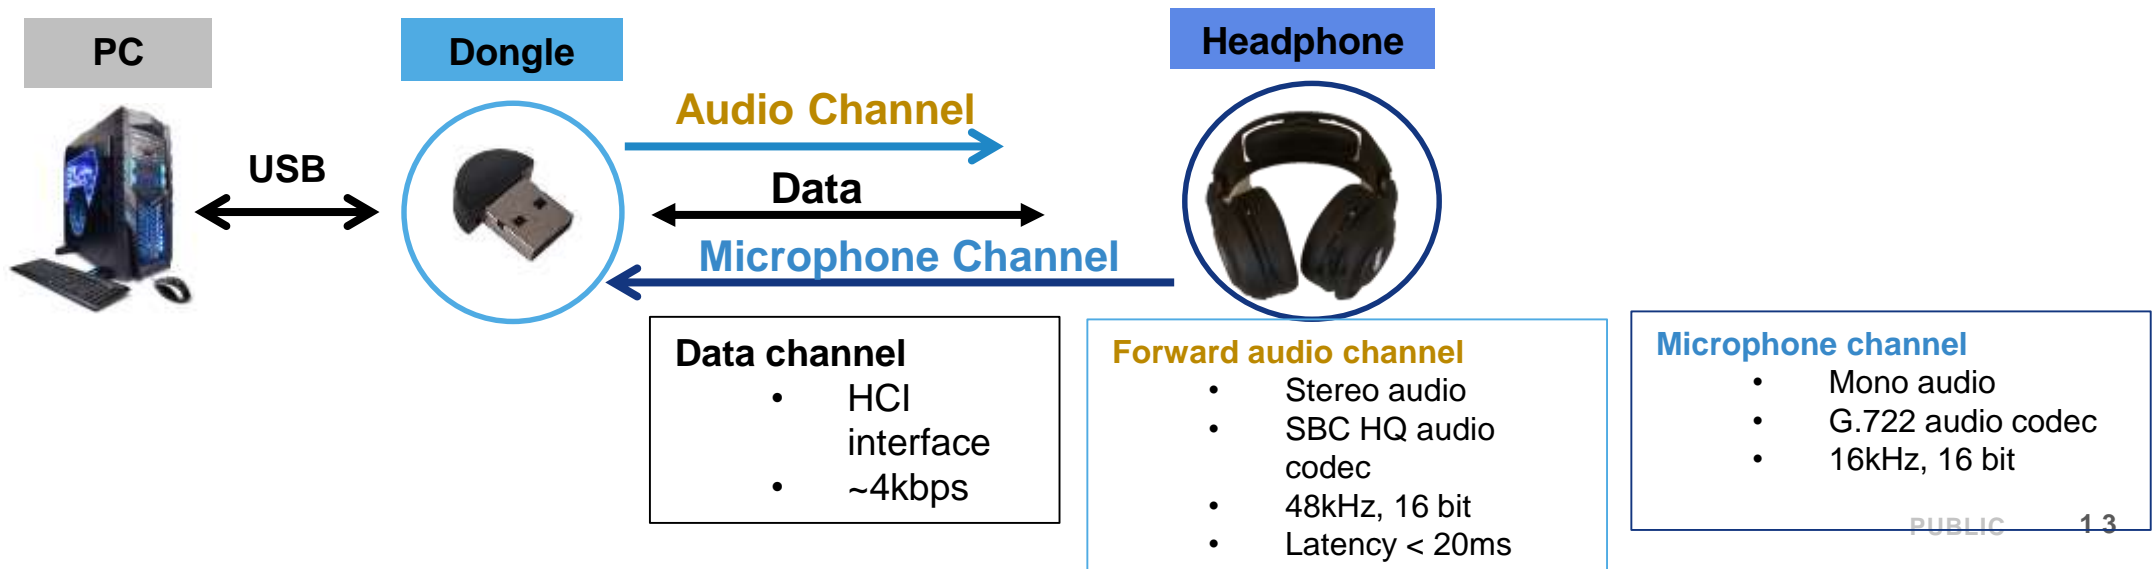 PC
Dongle
Headphone
Audio Channel
USB
Data
Microphone Channel
Data channel
• HCI
interface
• ~4kbps
Forward audio channel
• Stereo audio
• SBC HQ audio
codec
• 48kHz, 16 bit
• Latency < 20ms
Microphone channel
• Mono audio
• G.722 audio codec
• 16kHz, 16 bit
PUBLIC 13